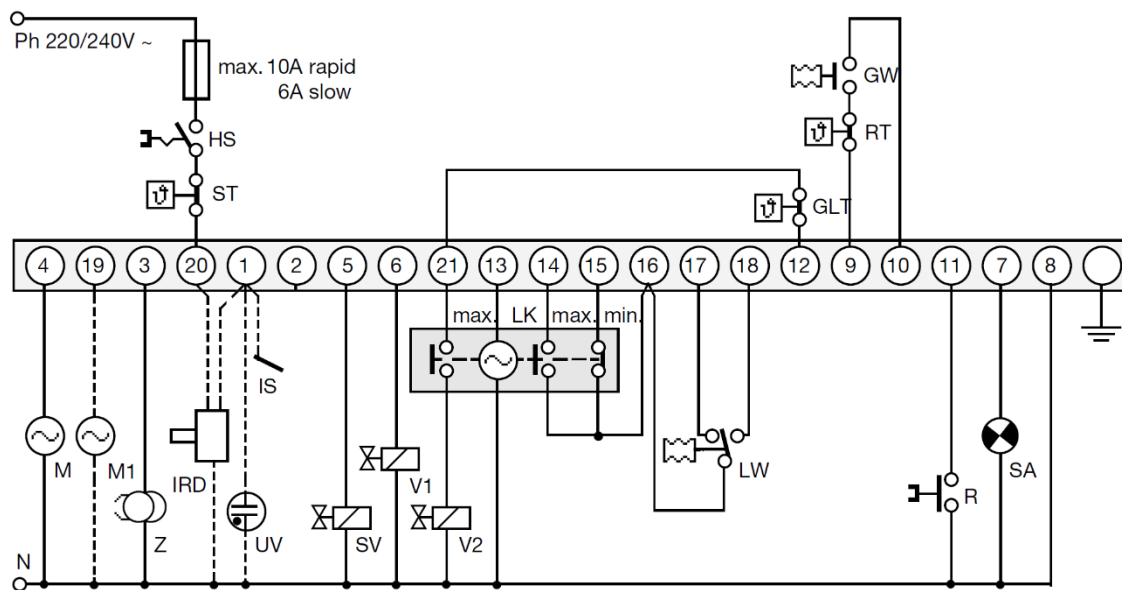 Ph 220/240V ~
max. 10A rapid
6A slow
HS
ST
GW
RT
GLT
4 19 3 20 1 2 5 6 21 13 14 15 16 17 18 12 9 10 11 7 8
max. LK max. min.
IS
M
M1
IRD
UV
Z
SV
V1
V2
LW
R
SA
N
ϑ
ϑ
ϑ